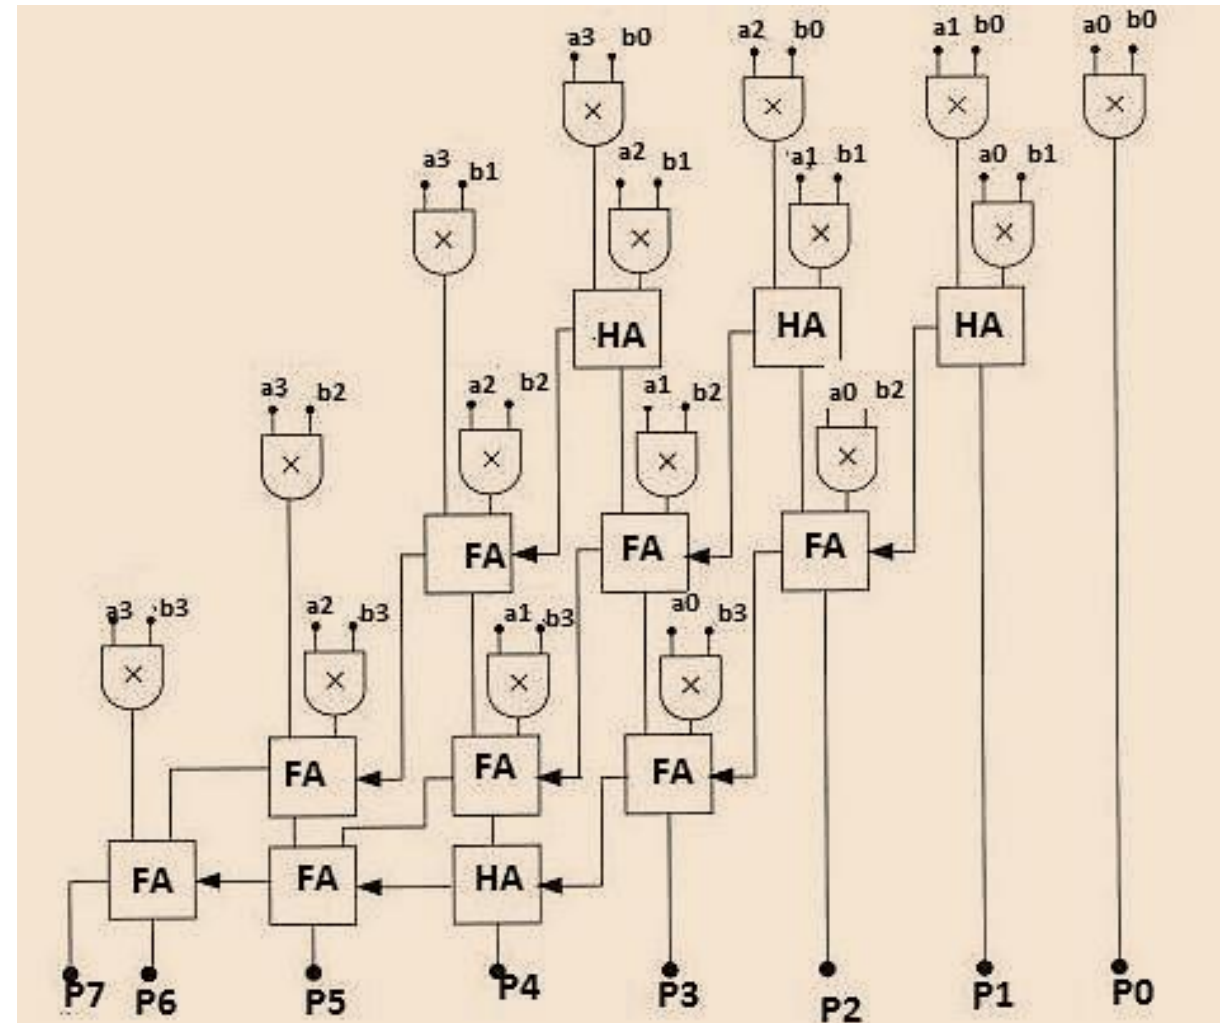 a3 b0 a2 b0 a1 b0 a0 b0
a3 b1 a2 b1 a1 b1 a0 b1
HA HA HA
a3 b2 a2 b2 a1 b2 a0 b2
FA FA FA
a3 b3 a2 b3 a1 b3 a0 b3
FA FA FA
FA FA HA
P7 P6 P5 P4 P3 P2 P1 P0